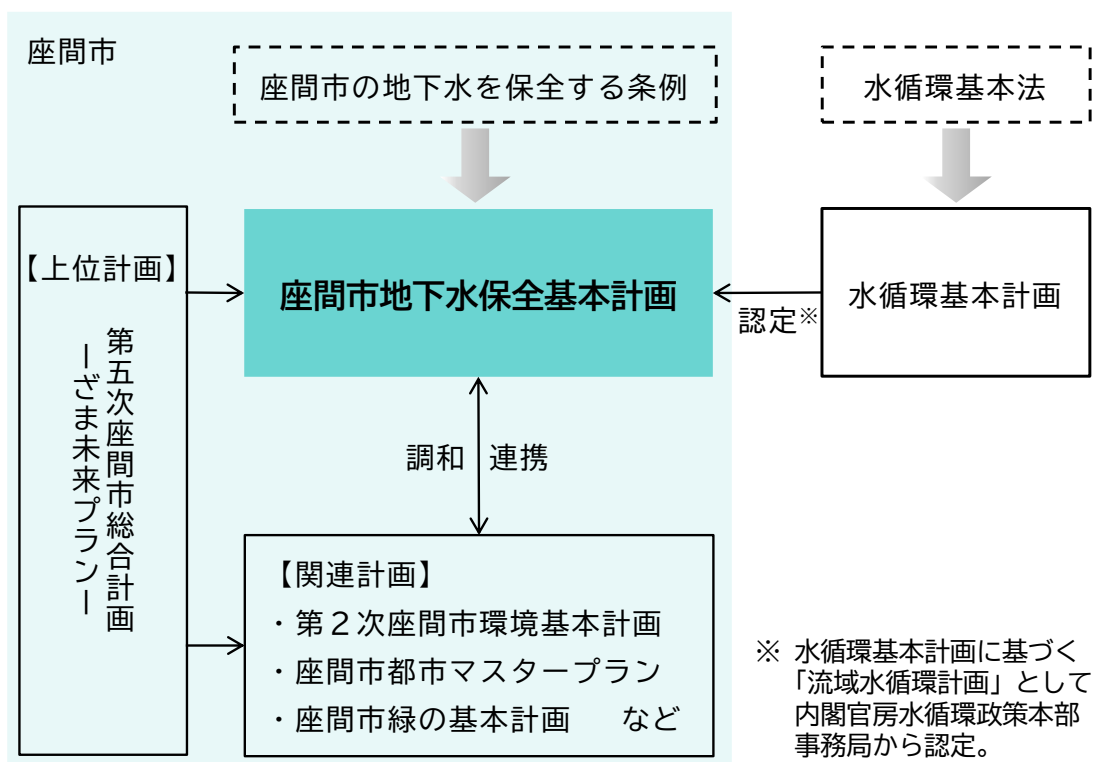 座間市
座間市の地下水を保全する条例
水循環基本法
【上位計画】
第五次座間市総合計画
ーざま未来プランー
座間市地下水保全基本計画
認定※
水循環基本計画
調和
連携
【関連計画】
・第２次座間市環境基本計画
・座間市都市マスタープラン
・座間市緑の基本計画　など
※ 水循環基本計画に基づく
「流域水循環計画」として
内閣官房水循環政策本部
事務局から認定。